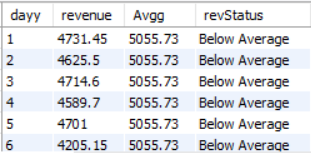 dayy revenue Avgg revStatus
1 4731.45 5055.73 Below Average
2 4625.5 5055.73 Below Average
3 4714.6 5055.73 Below Average
4 4589.7 5055.73 Below Average
5 4701 5055.73 Below Average
6 4205.15 5055.73 Below Average